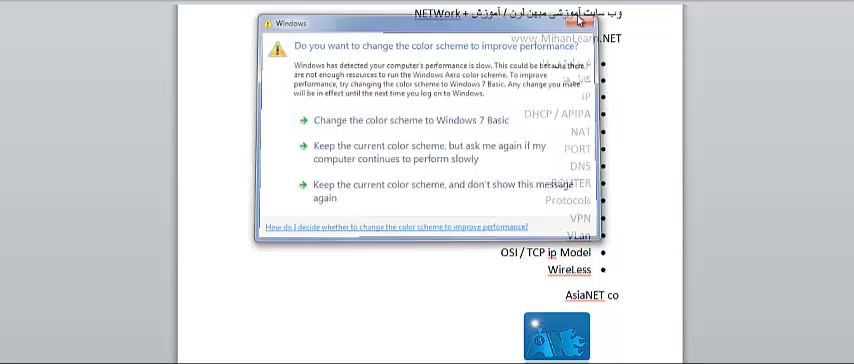 وب سایت آموزشی میهن لرن / آموزش + NETWork
Windows
Do you want to change the color scheme to improve performance?
www.MihanLearn.NET
Windows has detected your computer's performance is slow. This could be because there
are not enough resources to run the Windows Aero color scheme. To improve
performance, try changing the color scheme to Windows 7 Basic. Any change you make
will be in effect until the next time you log on to Windows.
Change the color scheme to Windows 7 Basic
Keep the current color scheme, but ask me again if my
computer continues to perform slowly
Keep the current color scheme, and don't show this message
again
How do I decide whether to change the color scheme to improve performance?
کابل ها
IP
DHCP / APIPA
NAT
PORT
DNS
ROUTER
Protocols
VPN
VLan
OSI / TCP ip Model
WireLess
AsiaNET co